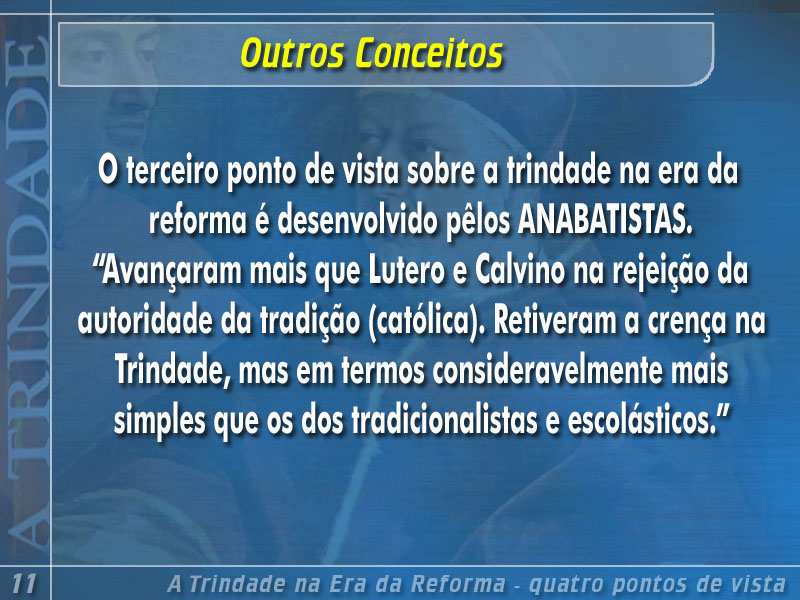 Outros Conceitos
A TRINDADE
O terceiro ponto de vista sobre a trindade na era da
reforma é desenvolvido pêlos ANABATISTAS.
“Avançaram mais que Lutero e Calvino na rejeição da
autoridade da tradição (católica). Retiveram a crença na
Trindade, mas em termos consideravelmente mais
simples que os dos tradicionalistas e escolásticos.”
11
A Trindade na Era da Reforma - quatro pontos de vista